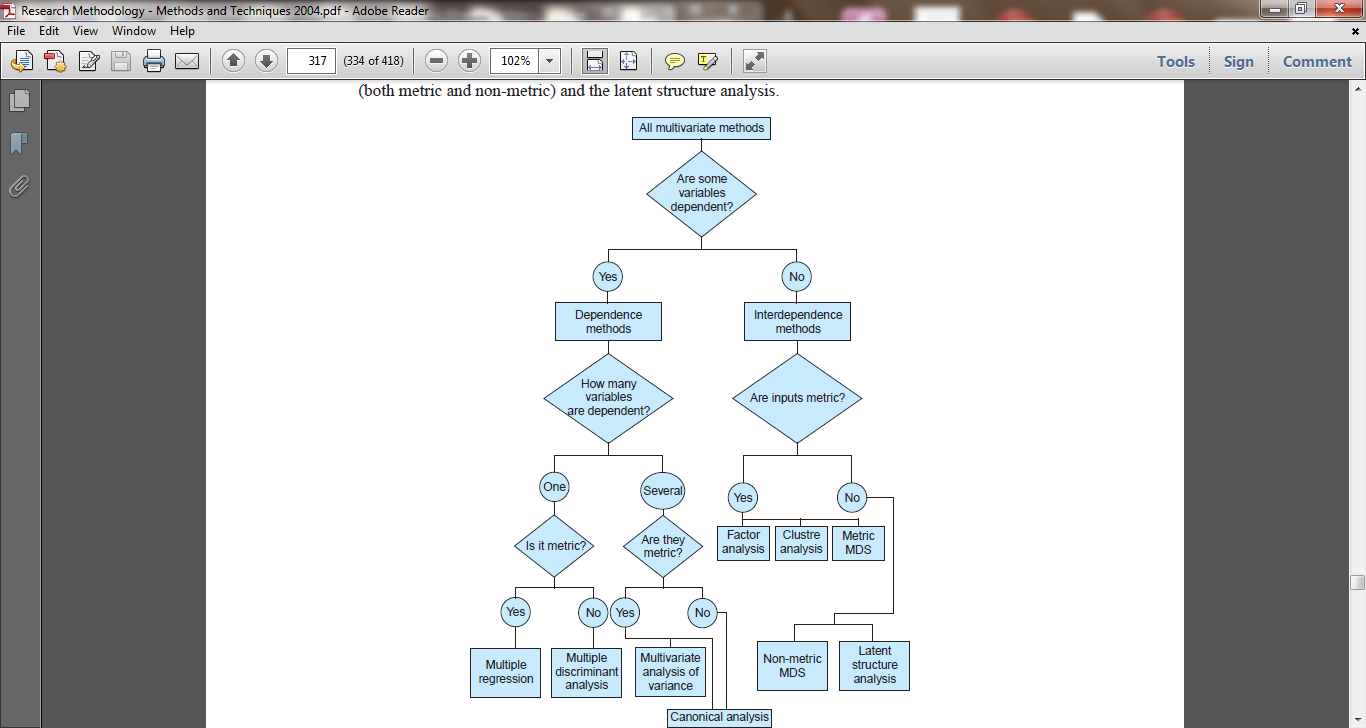 Research Methodology - Methods and Techniques 2004.pdf - Adobe Reader
File Edit View Window Help
317 (334 of 418) 102% Tools Sign Comment
(both metric and non-metric) and the latent structure analysis.
All multivariate methods
Are some
variables
dependent?
Yes
No
Dependence
methods
Interdependence
methods
How many
variables
are dependent?
Are inputs metric?
One
Several
Yes
No
Is it metric?
Are they
metric?
Factor
analysis
Clustre
analysis
Metric
MDS
Yes
No
Yes
No
Multiple
regression
Multiple
discriminant
analysis
Multivariate
analysis of
variance
Non-metric
MDS
Latent
structure
analysis
Canonical analysis